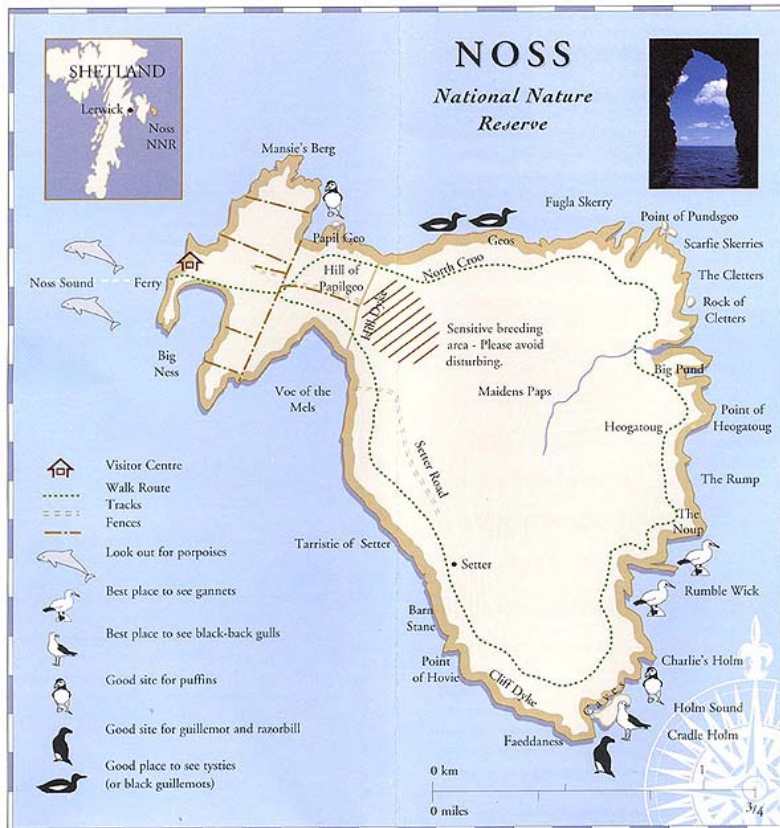 NOSS
National Nature
Reserve
SHETLAND
Lerwick
Noss
NNR
Mansie's Berg
Fugla Skerry
Point of Pundsgeo
Papil Geo
Geos
Scarfie Skerries
North Croo
The Cletters
Noss Sound
Ferry
Hill of
Papilgeo
Rock of
Cletters
Hill Dyke
Sensitive breeding
area - Please avoid
disturbing.
Big
Ness
Big Pund
Voe of the
Mels
Maidens Paps
Point of
Heogatoug
Heogatoug
Setter Road
Visitor Centre
Walk Route
Tracks
Fences
The Rump
The
Noup
Look out for porpoises
Tarristie of Setter
Setter
Best place to see gannets
Rumble Wick
Barn
Stane
Best place to see black-back gulls
Point
of Hovie
Charlie's Holm
Good site for puffins
Cliff Dyke
Caves
Holm Sound
Good site for guillemot and razorbill
Faeddaness
Cradle Holm
Good place to see tysties
(or black guillemots)
0 km
1
0 miles
3/4